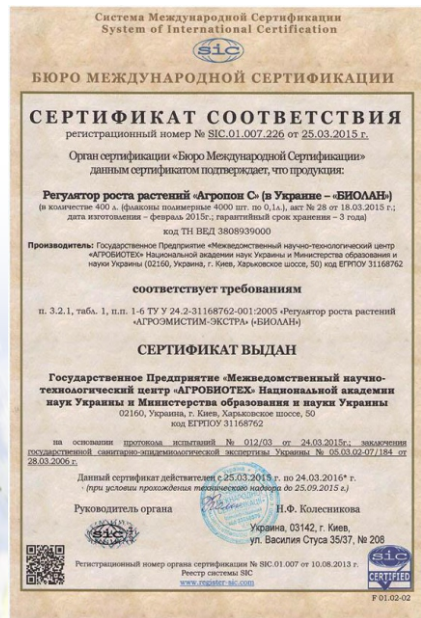 Система Международной Сертификации
System of International Certification
sic
БЮРО МЕЖДУНАРОДНОЙ СЕРТИФИКАЦИИ
СЕРТИФИКАТ СООТВЕТСТВИЯ
регистрационный номер № SIC.01.007.226 от 25.03.2015 г.
Орган сертификации «Бюро Международной Сертификации»
данным сертификатом подтверждает, что продукция:
Регулятор роста растений «Агропон С» (в Украине – «БИОЛАН»)
(в количестве 400 л. (флаконы полимерные 4000 шт. по 0,1л.), акт № 28 от 18.03.2015 г.;
дата изготовления – февраль 2015г.; гарантийный срок хранения – 3 года)
код ТН ВЕД 3808939000
Производитель: Государственное Предприятие «Межведомственный научно-технологический центр
«АГРОБИОТЕХ» Национальной академии наук Украины и Министерства образования и
науки Украины (02160, Украина, г. Киев, Харьковское шоссе, 50) код ЕГРПОУ 31168762
соответствует требованиям
п. 3.2.1, табл. 1, п.п. 1-6 ТУ У 24.2-31168762-001:2005 «Регулятор роста растений
«АГРОЭМИСТИМ-ЭКСТРА» («БИОЛАН»)
СЕРТИФИКАТ ВЫДАН
Государственное Предприятие «Межведомственный научно-
технологический центр «АГРОБИОТЕХ» Национальной академии
наук Украины и Министерства образования и науки Украины
02160, Украина, г. Киев, Харьковское шоссе, 50
код ЕГРПОУ 31168762
на основании протокола испытаний № 012/03 от 24.03.2015г.; заключения
государственной санитарно-эпидемиологической экспертизы Украины № 05.03.02-07/184 от
28.03.2006 г.
Данный сертификат действителен с 25.03.2015 г. по 24.03.2016* г.
- (при условии прохождения технического надзора до 25.09.2015 г.)
Руководитель органа Н.Ф. Колесникова
sic
Украина, 03142, г. Киев,
ул. Василия Стуса 35/37, № 208
Регистрационный номер органа сертификации № SIC.01.007 от 10.08.2013 г.
Реестр системы SIC
www.register-sic.com
sic
CERTIFIED
F 01.02-02